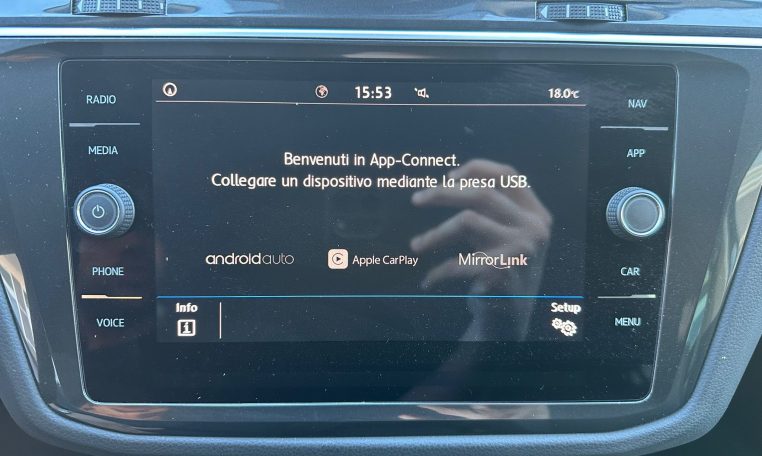 RADIO
MEDIA
PHONE
VOICE
15:53
18.0°C
Benvenuti in App-Connect.
Collegare un dispositivo mediante la presa USB.
androidauto
Apple CarPlay
MirrorLink
Info
i
Setup
NAV
APP
CAR
MENU